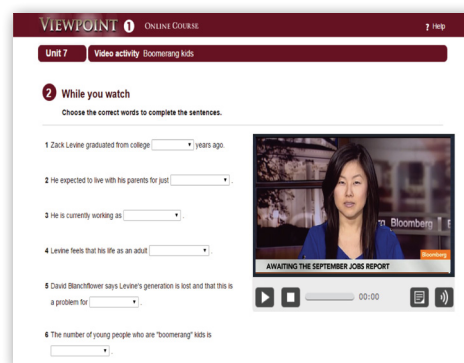 VIEWPOINT 1 ONLINE COURSE
? Help
Unit 7 Video activity Boomerang kids
2 While you watch
Choose the correct words to complete the sentences.
1 Zack Levine graduated from college years ago.
2 He expected to live with his parents for just .
3 He is currently working as .
4 Levine feels that his life as an adult .
5 David Blanchflower says Levine's generation is lost and that this is
a problem for .
6 The number of young people who are "boomerang" kids is
.
Bloomberg
Bloomberg
AWAITING THE SEPTEMBER JOBS REPORT
00:00